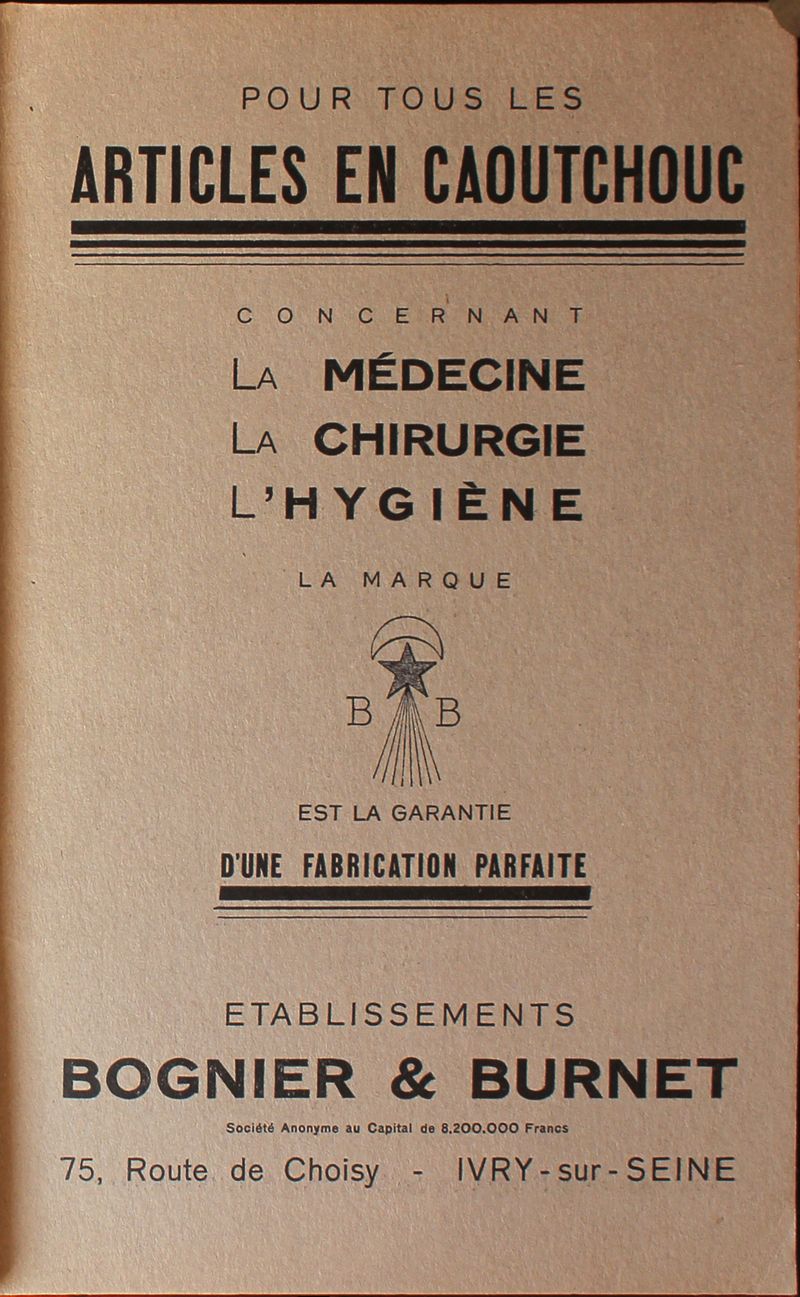 POUR TOUS LES
ARTICLES EN CAOUTCHOUC
CONCERNANT
LA MÉDECINE
LA CHIRURGIE
L'HYGIÈNE
LA MARQUE
B B
EST LA GARANTIE
D'UNE FABRICATION PARFAITE
ETABLISSEMENTS
BOGNIER & BURNET
Société Anonyme au Capital de 8.200.000 Francs
75, Route de Choisy - IVRY-sur-SEINE